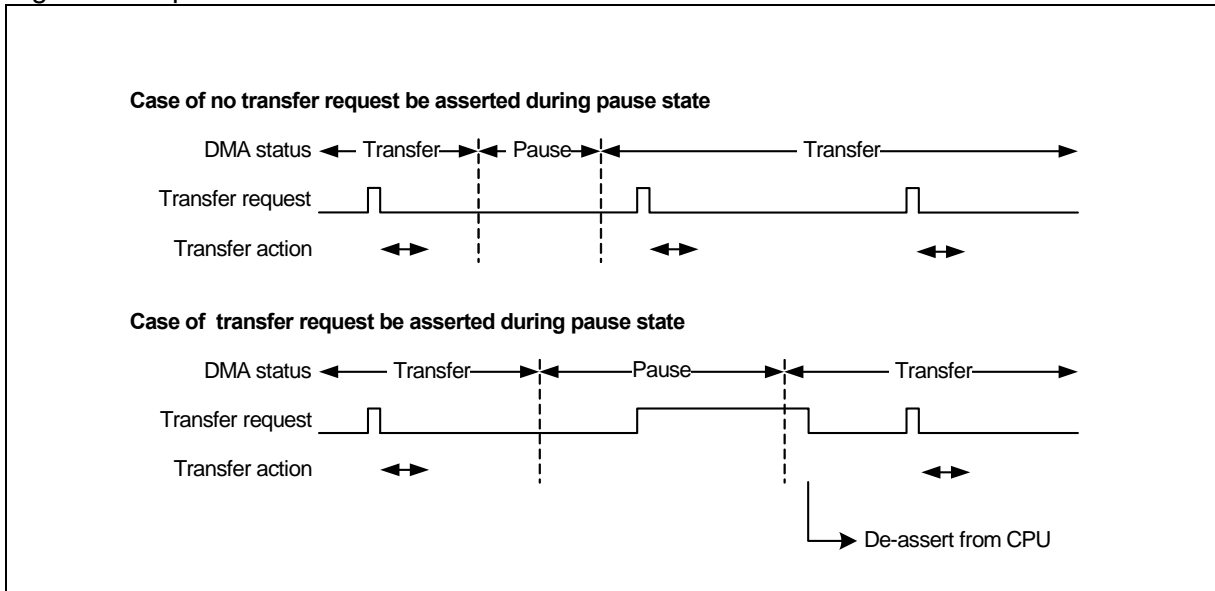 Case of no transfer request be asserted during pause state
DMA status Transfer Pause Transfer
Transfer request
Transfer action
Case of transfer request be asserted during pause state
DMA status Transfer Pause Transfer
Transfer request
Transfer action
De-assert from CPU